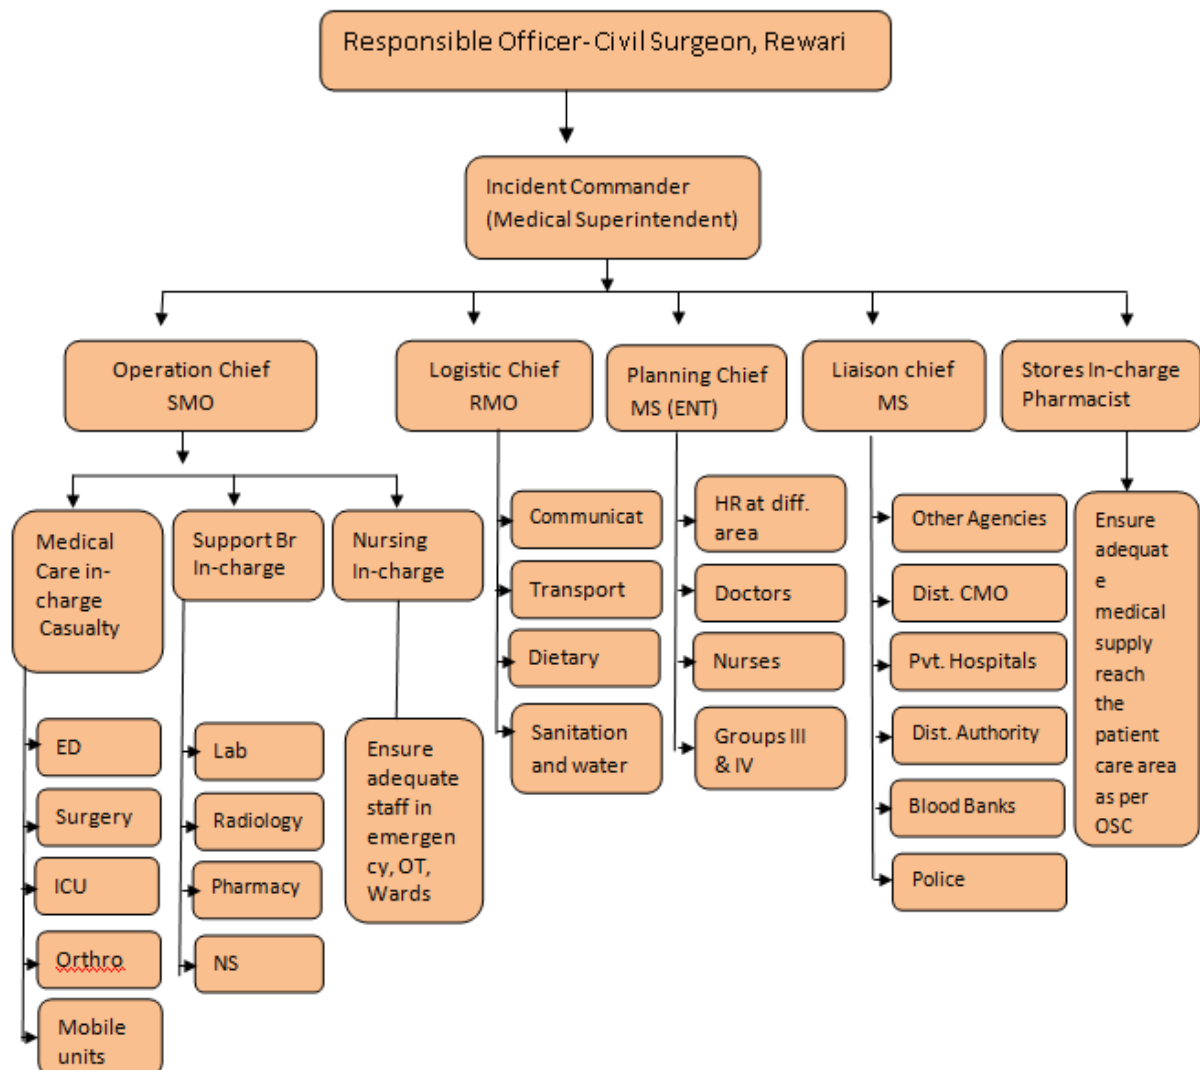 Responsible Officer- Civil Surgeon, Rewari
Incident Commander
(Medical Superintendent)
Operation Chief
SMO
Logistic Chief
RMO
Planning Chief
MS (ENT)
Liaison chief
MS
Stores In-charge
Pharmacist
Medical
Care in-
charge
Casualty
Support Br
In-charge
Nursing
In-charge
ED
Surgery
ICU
Orthro
Mobile
units
Lab
Radiology
Pharmacy
NS
Ensure
adequate
staff in
emergen
cy, OT,
Wards
Communicat
Transport
Dietary
Sanitation
and water
HR at diff.
area
Doctors
Nurses
Groups III
& IV
Other Agencies
Dist. CMO
Pvt. Hospitals
Dist. Authority
Blood Banks
Police
Ensure
adequat
e
medical
supply
reach
the
patient
care area
as per
OSC